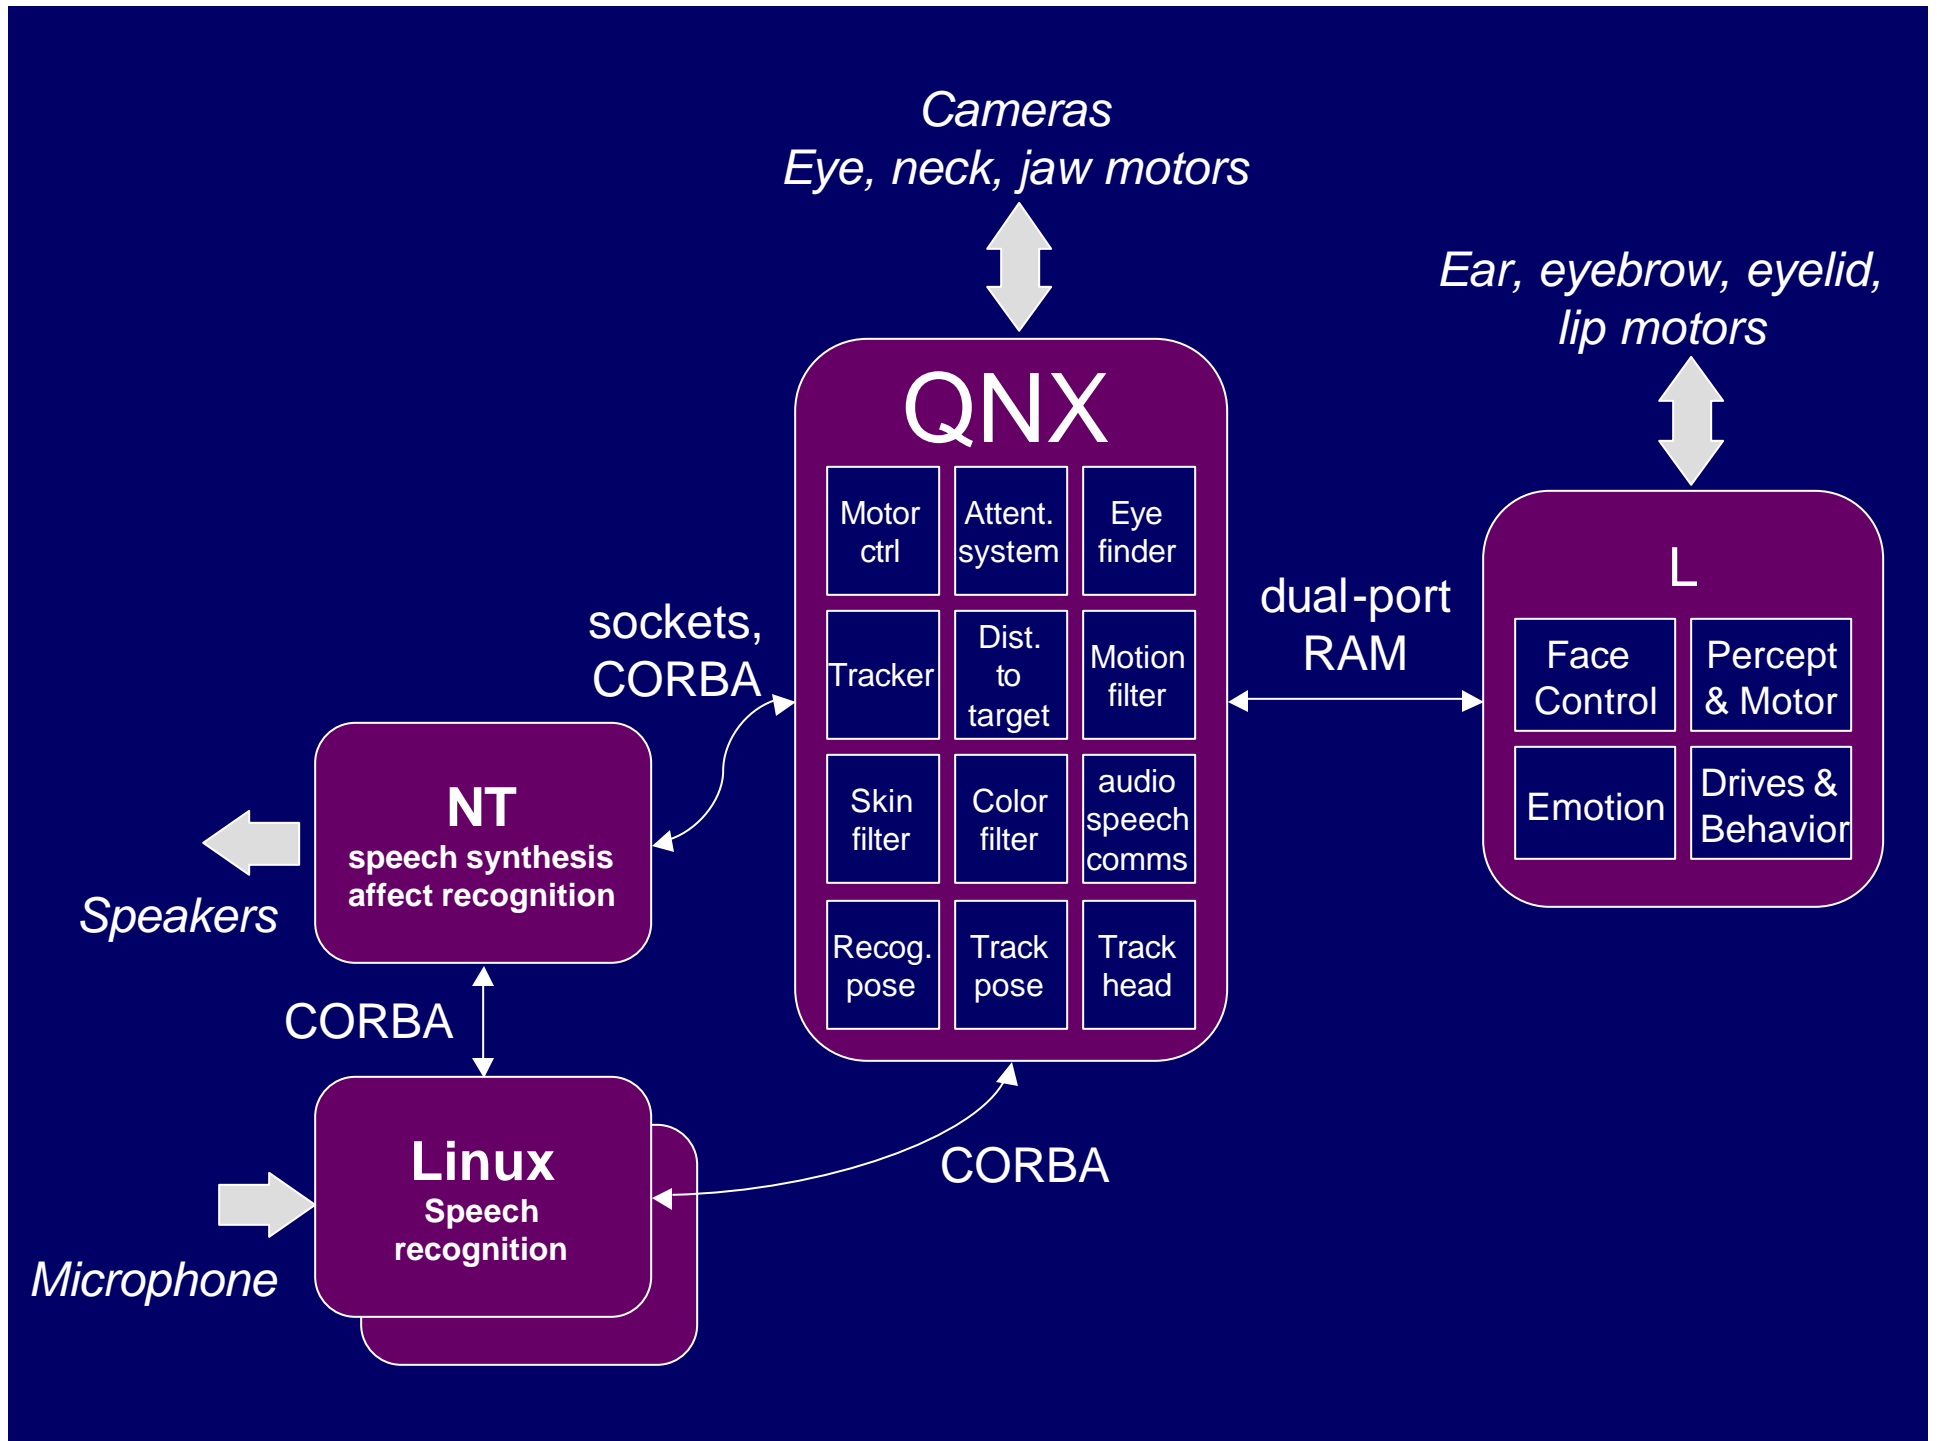 Cameras
Eye, neck, jaw motors
Ear, eyebrow, eyelid,
lip motors
QNX
Motor
ctrl
Attent.
system
Eye
finder
Tracker
Dist.
to
target
Motion
filter
Skin
filter
Color
filter
audio
speech
comms
Recog.
pose
Track
pose
Track
head
dual-port
RAM
L
Face
Control
Percept
& Motor
Emotion
Drives &
Behavior
sockets,
CORBA
NT
speech synthesis
affect recognition
Speakers
CORBA
Linux
Speech
recognition
Microphone
CORBA